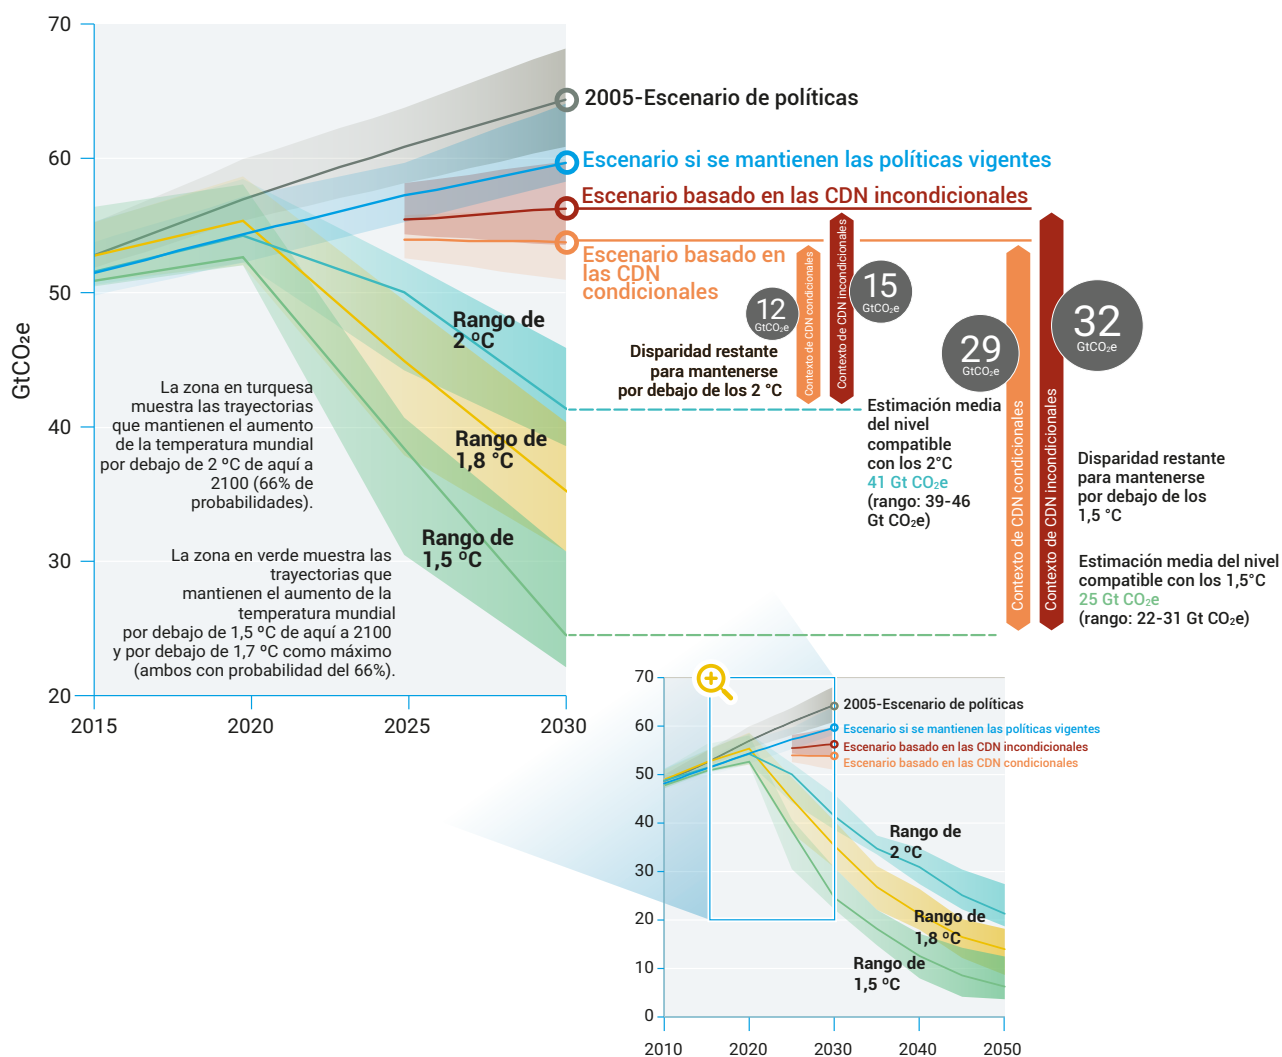 GtCO₂e
70
60
50
40
30
20
2015
2020
2025
2030
2005-Escenario de políticas
Escenario si se mantienen las políticas vigentes
Escenario basado en las CDN incondicionales
Escenario basado en
las CDN
condicionales
Rango de
2 ºC
Rango de
1,8 °C
Rango de
1,5 ºC
La zona en turquesa
muestra las trayectorias
que mantienen el aumento
de la temperatura mundial
por debajo de 2 ºC de aquí a
2100 (66% de
probabilidades).
La zona en verde muestra las
trayectorias que
mantienen el aumento de la
temperatura mundial
por debajo de 1,5 ºC de aquí a 2100
y por debajo de 1,7 ºC como máximo
(ambos con probabilidad del 66%).
12
GtCO₂e
Contexto de CDN condicionales
Contexto de CDN incondicionales
15
GtCO₂e
Disparidad restante
para mantenerse
por debajo de los 2 °C
Estimación media
del nivel
compatible
con los 2°C
41 Gt CO₂e
(rango: 39-46
Gt CO₂e)
29
GtCO₂e
Contexto de CDN condicionales
Contexto de CDN incondicionales
32
GtCO₂e
Disparidad restante
para mantenerse
por debajo de los
1,5 °C
Estimación media del nivel
compatible con los 1,5°C
25 Gt CO₂e
(rango: 22-31 Gt CO₂e)
70
60
50
40
30
20
10
0
2010
2020
2030
2040
2050
2005-Escenario de políticas
Escenario si se mantienen las políticas vigentes
Escenario basado en las CDN incondicionales
Escenario basado en las CDN condicionales
Rango de
2 ºC
Rango de
1,8 ºC
Rango de
1,5 ºC